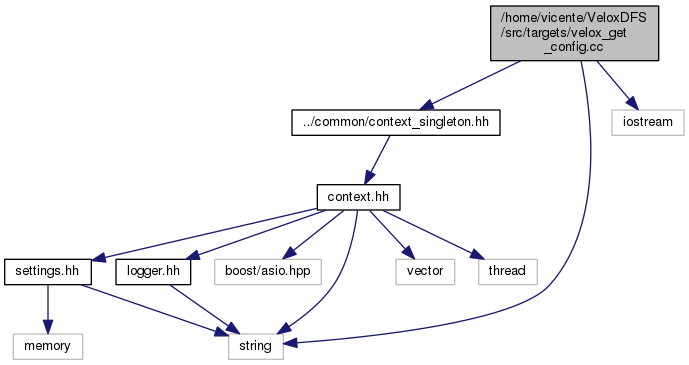 /home/vicente/VeloxDFS
/src/targets/velox_get
_config.cc
../common/context_singleton.hh
iostream
context.hh
settings.hh
logger.hh
boost/asio.hpp
vector
thread
memory
string